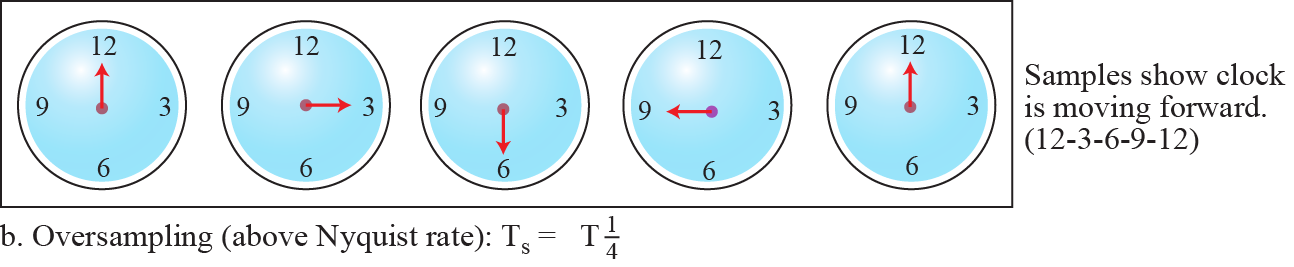 12 12 12 12 12
9 3 9 3 9 3 9 3 9 3
6 6 6 6 6
Samples show clock
is moving forward.
(12-3-6-9-12)
b. Oversampling (above Nyquist rate): Ts = T 1/4